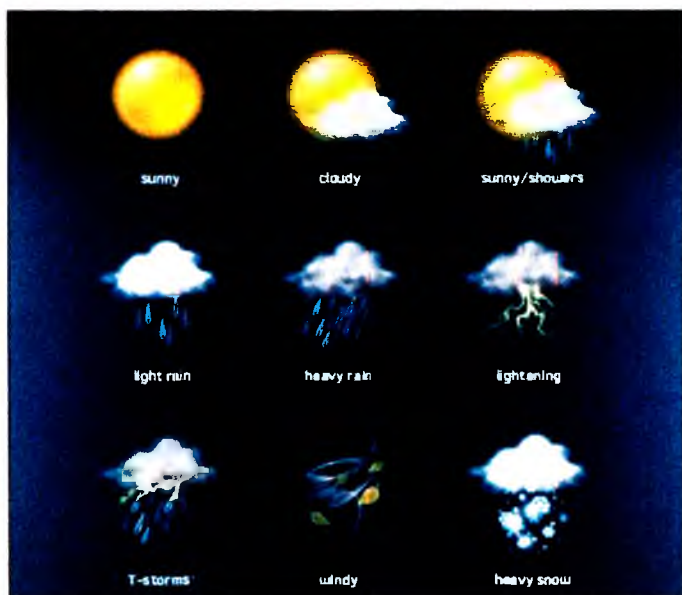 sunny
cloudy
sunny/showers
light rain
heavy rain
lightening
T-storms
windy
heavy snow